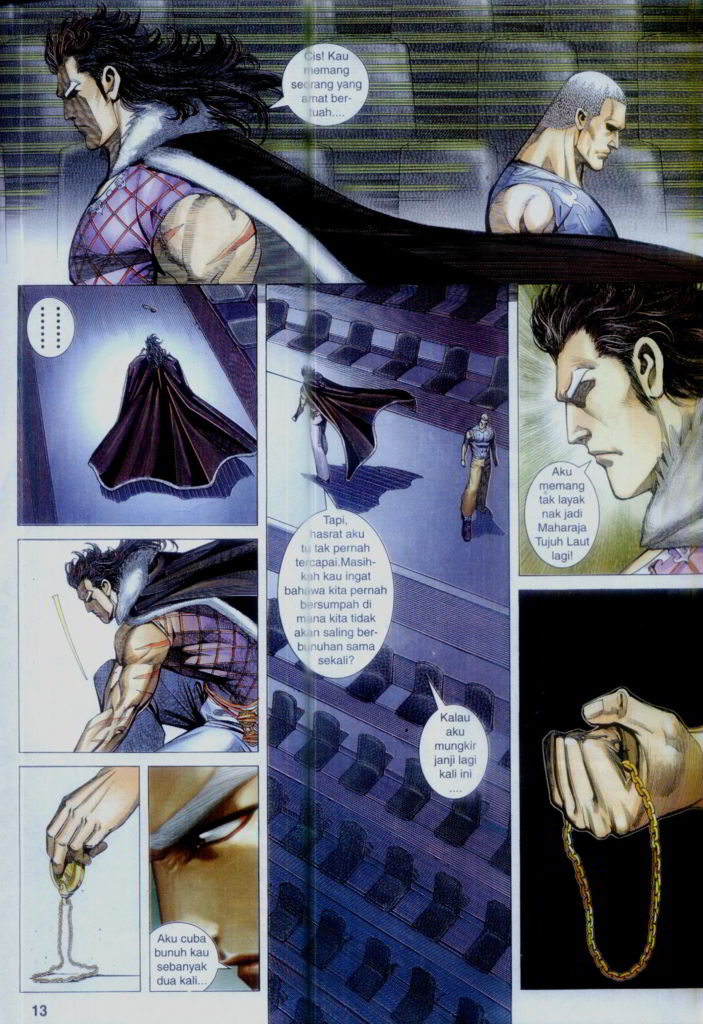 Cis! Kau
memang
seorang yang
amat ber-
tuah....
Tapi,
hasrat aku
tu tak pernah
tercapai.Masih-
kah kau ingat
bahawa kita pernah
bersumpah di
mana kita tidak
akan saling ber-
bunuhan sama
sekali?
Aku
memang
tak layak
nak jadi
Maharaja
Tujuh Laut
lagi!
Kalau
aku
mungkir
janji lagi
kali ini
....
Aku cuba
bunuh kau
sebanyak
dua kali...
13